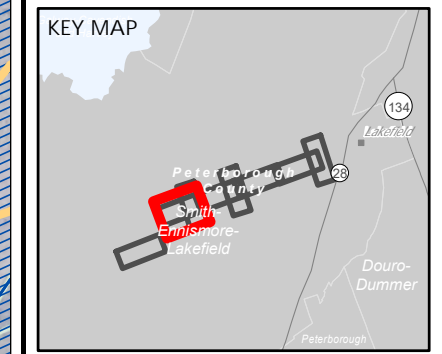 KEY MAP
134
Lakefield
Peterborough
County
28
Smith-
Ennismore-
Lakefield
Douro-
Dummer
Peterborough